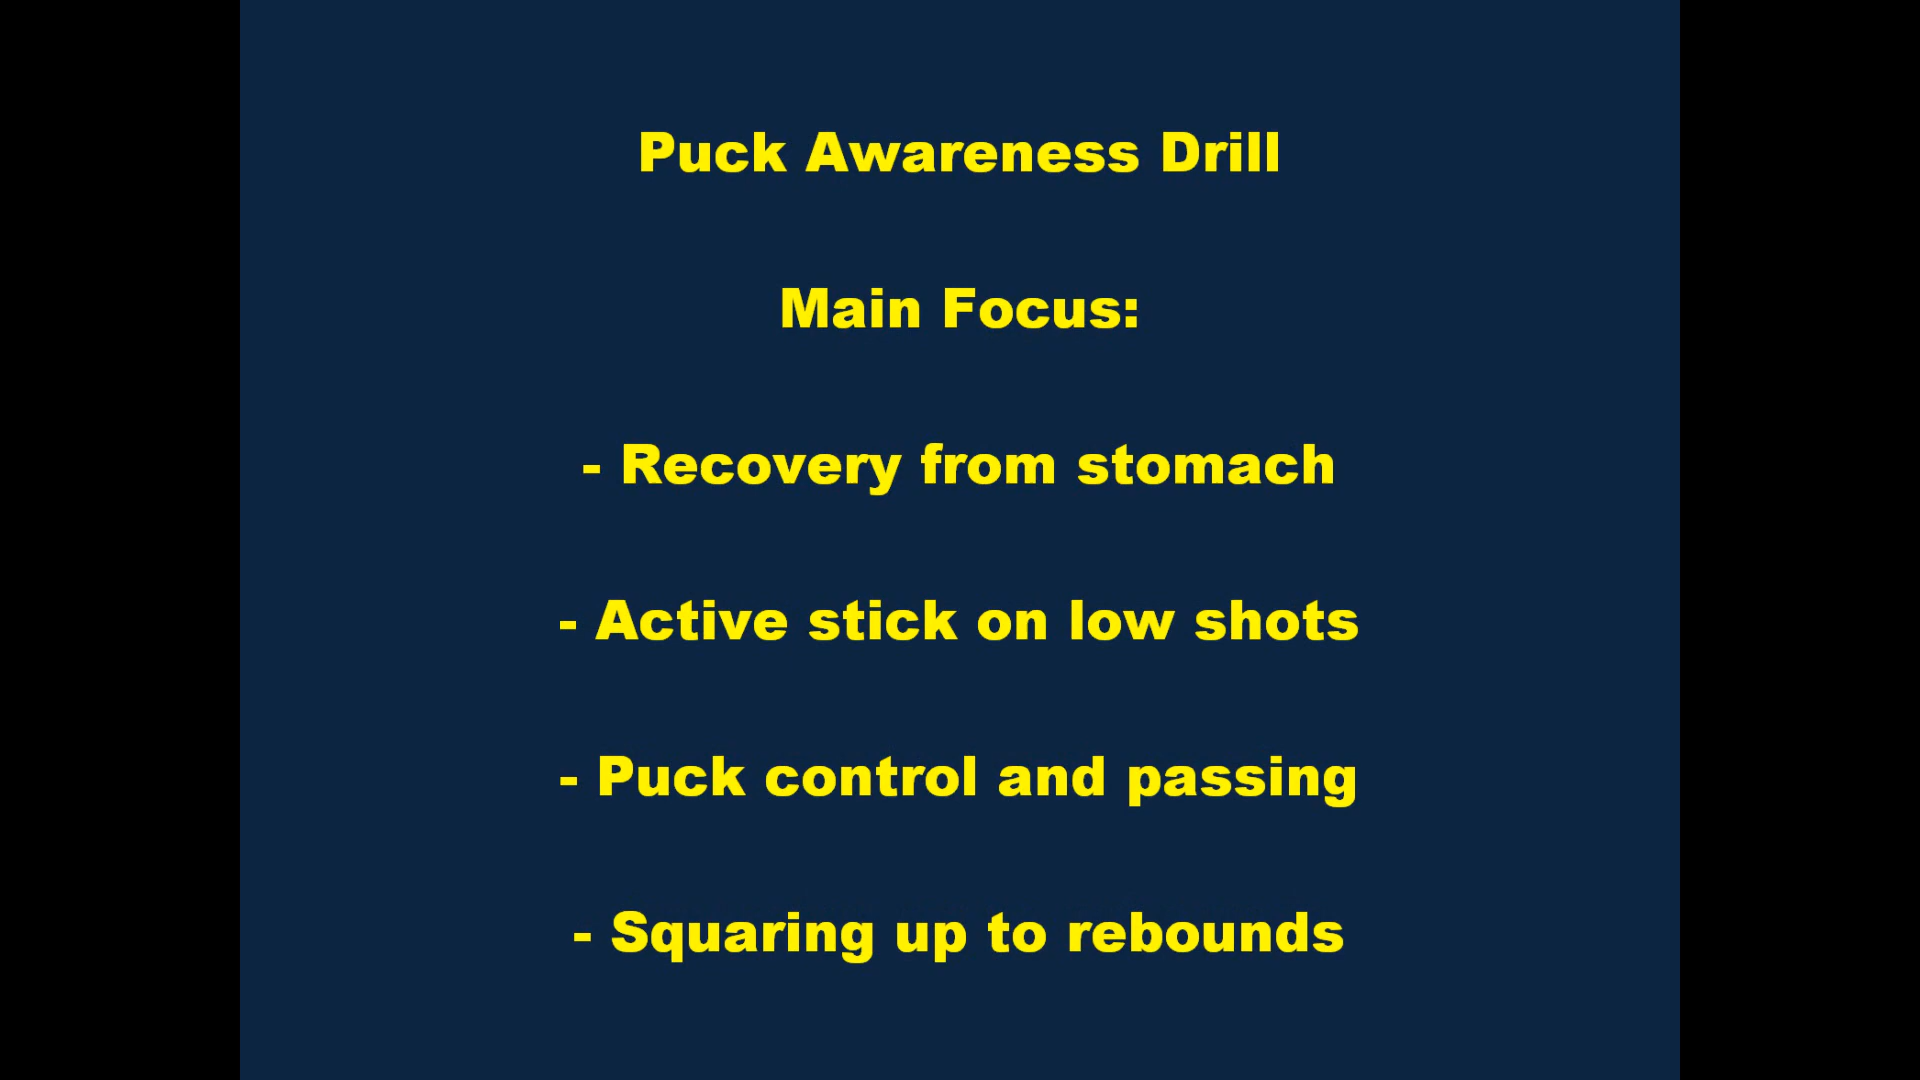 Puck Awareness Drill
Main Focus:
- Recovery from stomach
- Active stick on low shots
- Puck control and passing
- Squaring up to rebounds